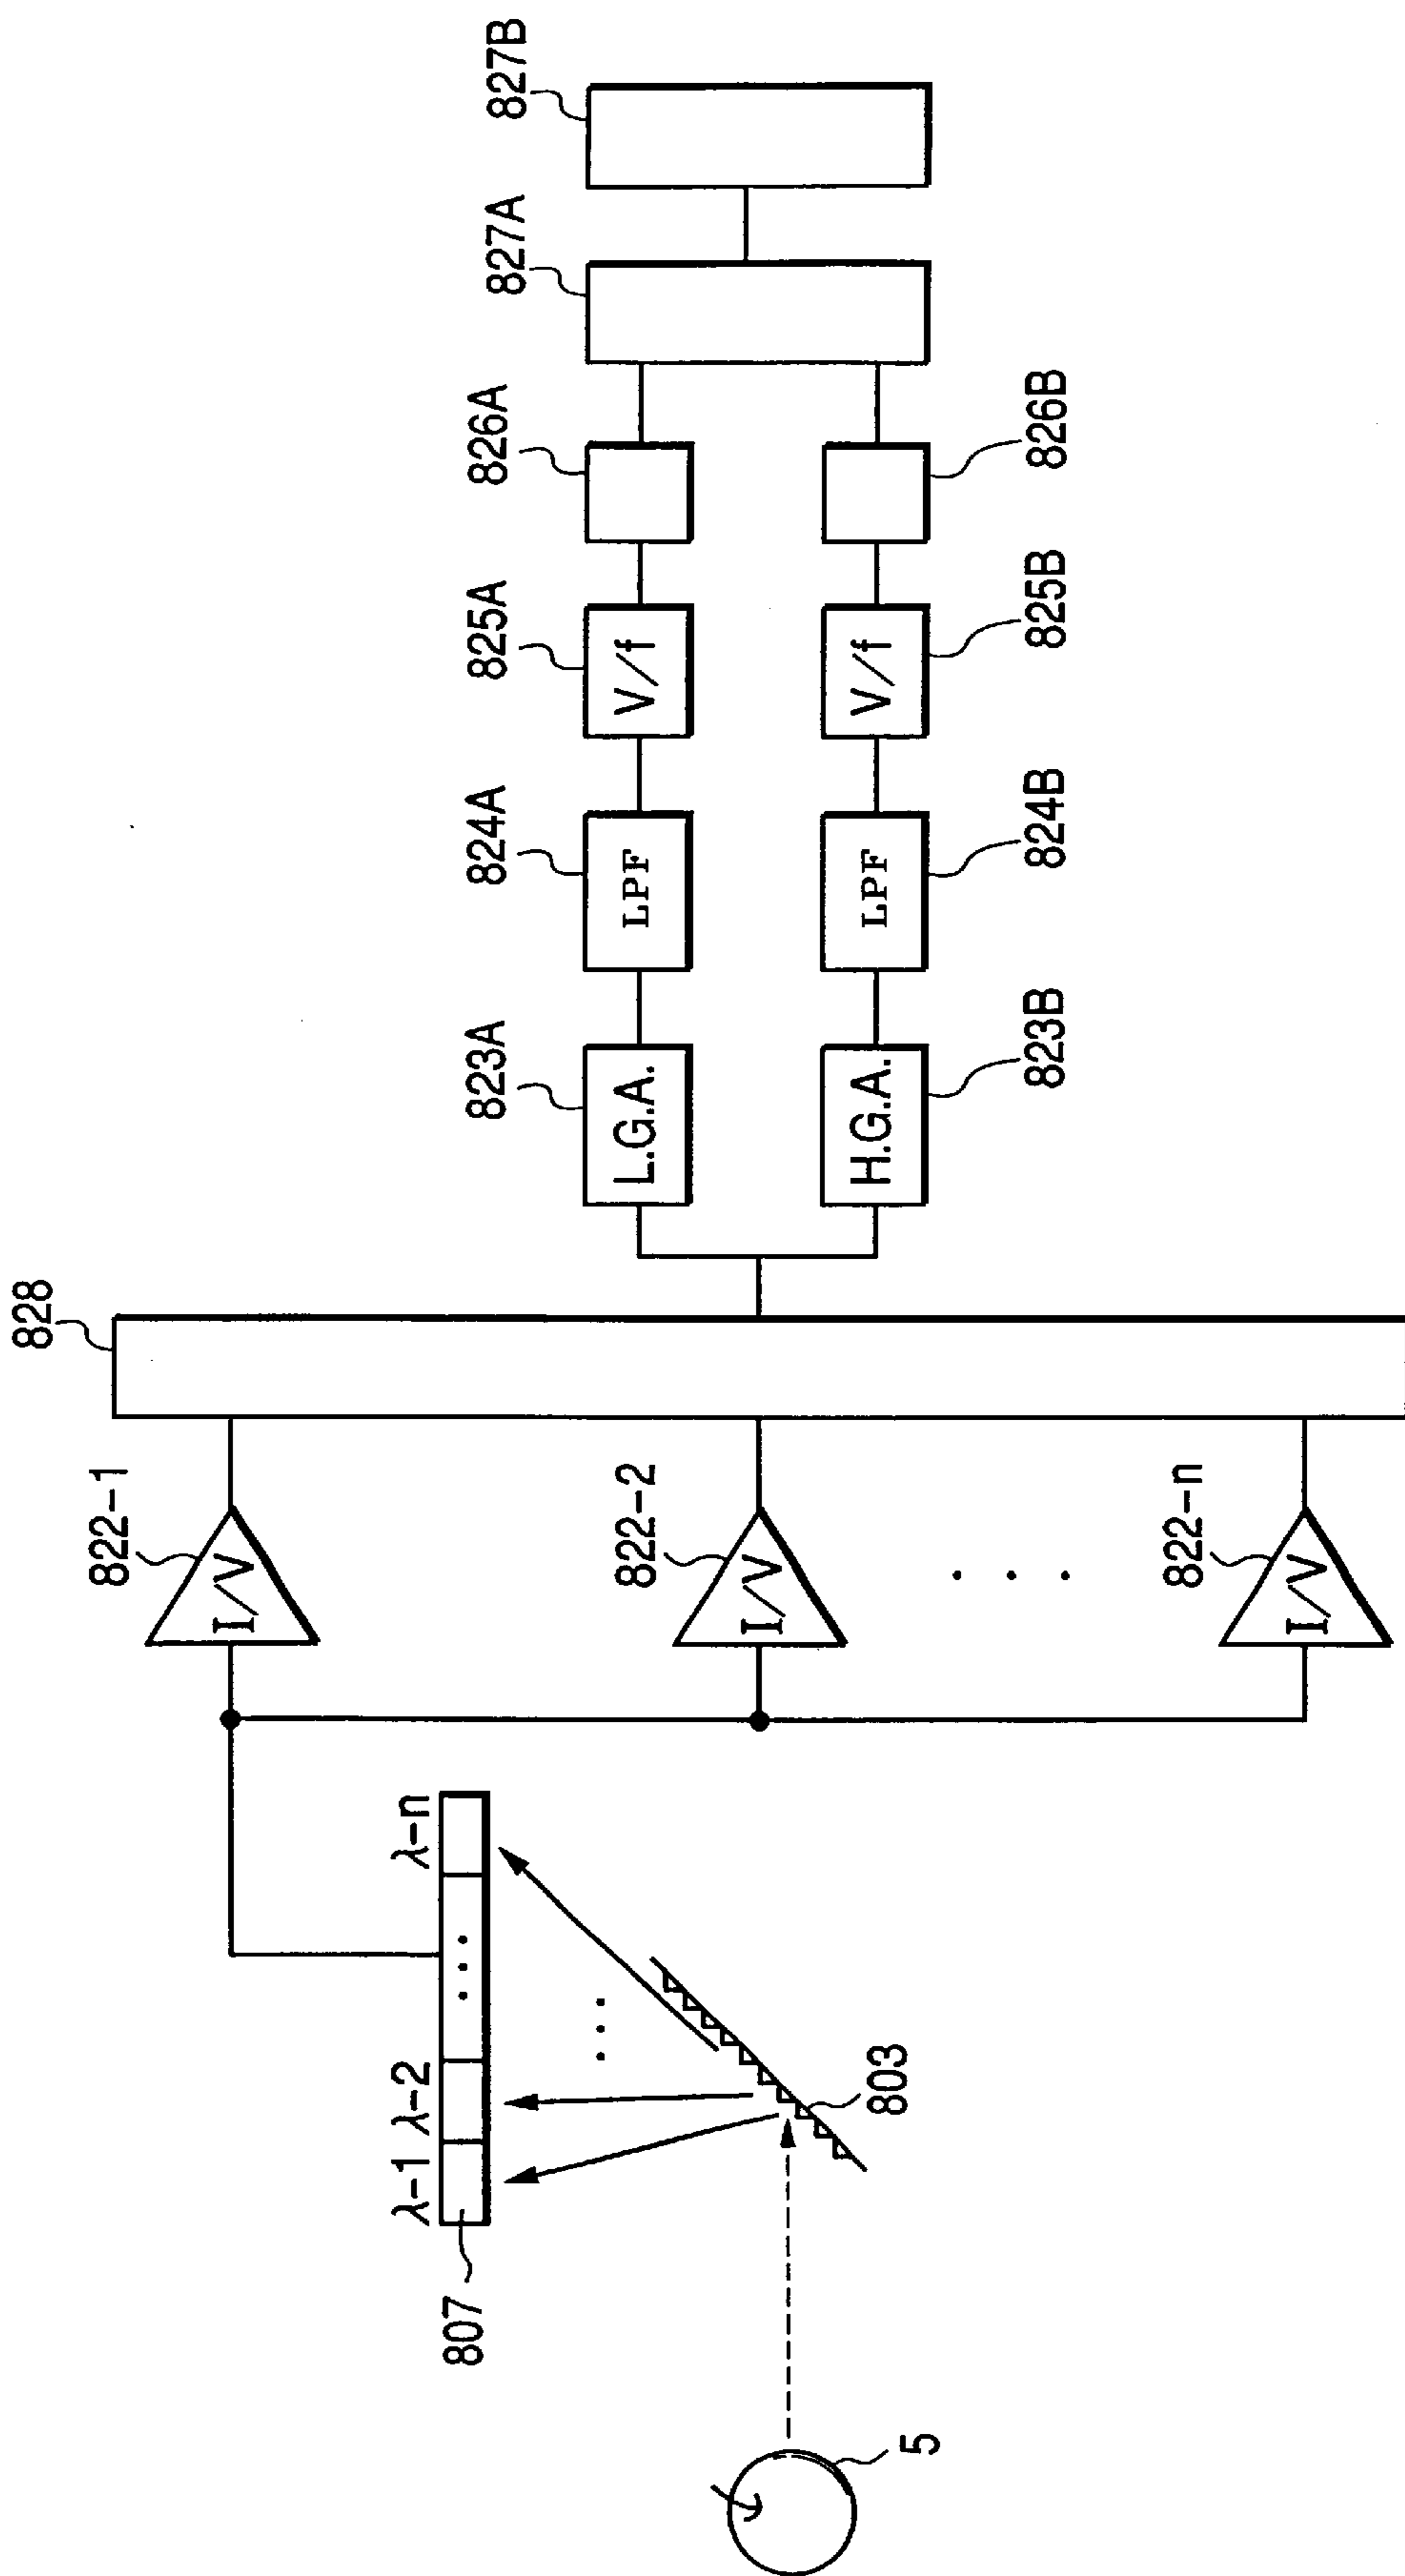 5
803
807
λ-1
λ-2
...
λ-n
...
822-1
I/V
822-2
I/V
...
822-n
I/V
828
823A
L.G.A.
824A
LPF
825A
V/f
826A
827A
827B
823B
H.G.A.
824B
LPF
825B
V/f
826B